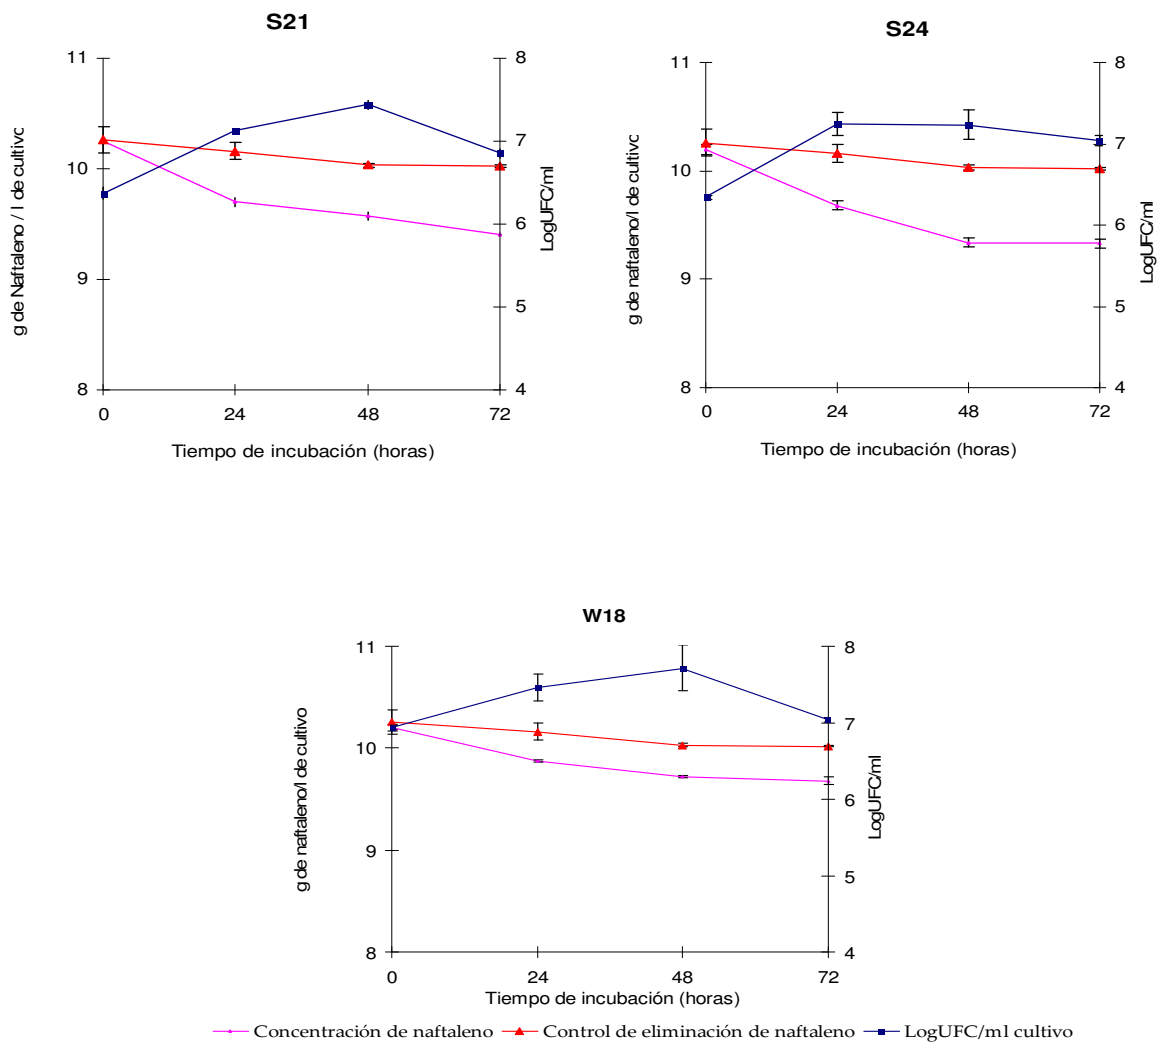 S21
11
10
9
8
8
7
6
5
4
0 24 48 72
g de Naftaleno / l de cultivo
LogUFC/ml
Tiempo de incubación (horas)
S24
11
10
9
8
8
7
6
5
4
0 24 48 72
g de naftaleno/l de cultivo
LogUFC/ml
Tiempo de incubación (horas)
W18
11
10
9
8
8
7
6
5
4
0 24 48 72
g de naftaleno/l de cultivo
LogUFC/ml
Tiempo de incubación (horas)
Concentración de naftaleno Control de eliminación de naftaleno LogUFC/ml cultivo